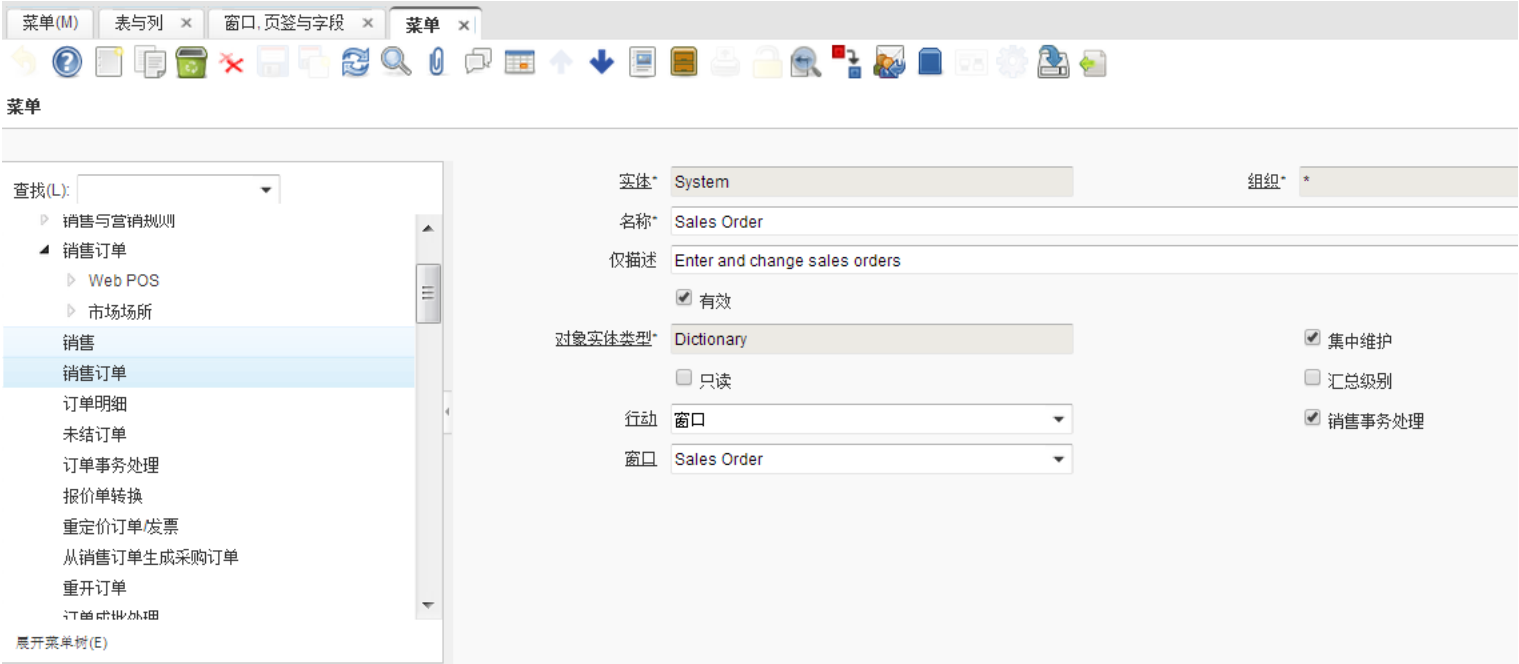 菜单(M) 表与列 × 窗口,页签与字段 × 菜单 ×
菜单
查找(L):
销售与营销规则
销售订单
Web POS
市场场所
销售
销售订单
订单明细
未结订单
订单事务处理
报价单转换
重定价订单/发票
从销售订单生成采购订单
重开订单
订单成批处理
展开菜单树(E)
实体* System 组织* *
名称* Sales Order
仅描述 Enter and change sales orders
有效
对象实体类型* Dictionary 集中维护
只读 汇总级别
行动 窗口 销售事务处理
窗口 Sales Order